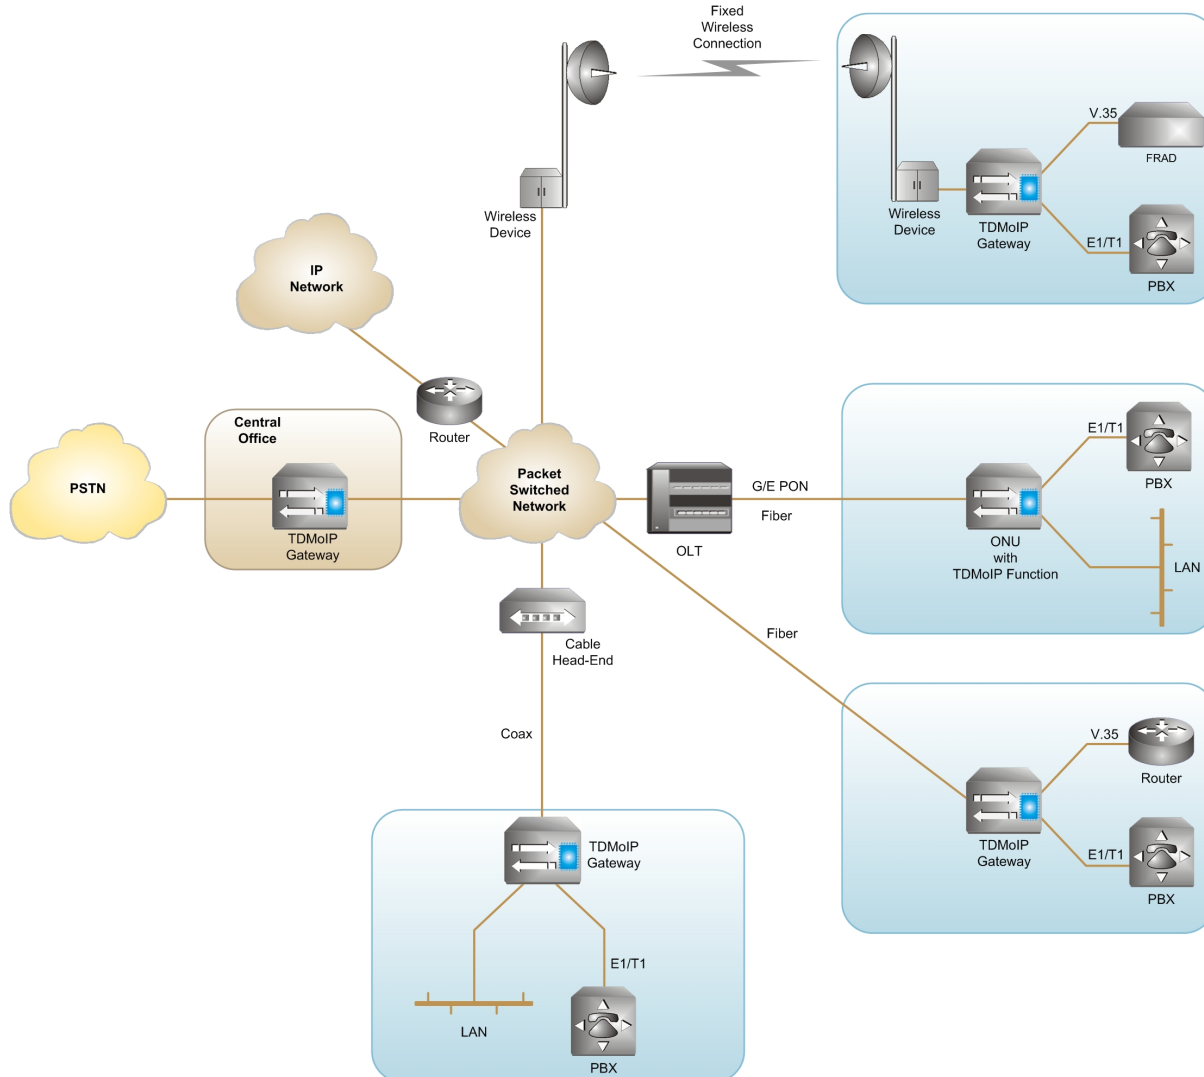 Fixed
Wireless
Connection
V.35
FRAD
Wireless
Device
Wireless
Device
TDMoIP
Gateway
E1/T1
PBX
IP
Network
Router
Central
Office
PSTN
TDMoIP
Gateway
Packet
Switched
Network
OLT
G/E PON
Fiber
E1/T1
PBX
ONU
with
TDMoIP Function
LAN
Cable
Head-End
Fiber
Coax
V.35
Router
TDMoIP
Gateway
E1/T1
PBX
TDMoIP
Gateway
E1/T1
LAN
PBX